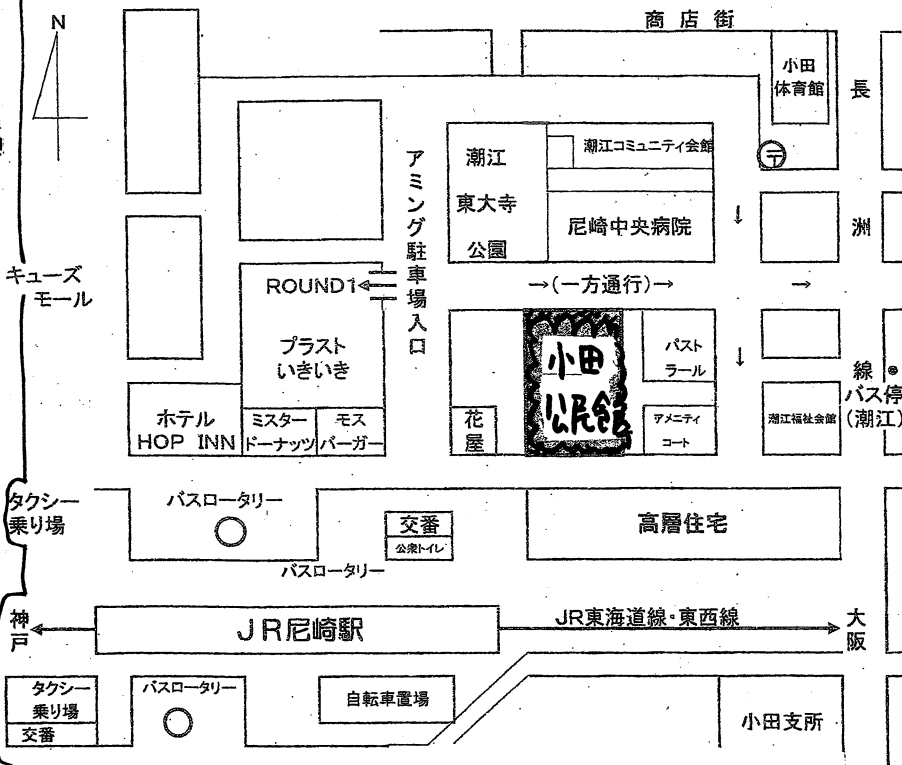 N
商店街
小田
体育館
長
洲
線
バス停
(潮江)
〒
アミング駐車場入口
潮江
東大寺
公園
潮江コミュニティ会館
尼崎中央病院
↓
キューズ
モール
ROUND1←
→(一方通行)→
→
プラスト
いきいき
小田
公民館
パスト
ラール
↓
ホテル
HOP INN
ミスター
ドーナッツ
モス
バーガー
花屋
アメニティ
コート
潮江福祉会館
タクシー
乗り場
バスロータリー
交番
公衆トイレ
高層住宅
バスロータリー
神戸
JR尼崎駅
JR東海道線・東西線
大阪
タクシー
乗り場
交番
バスロータリー
自転車置場
小田支所